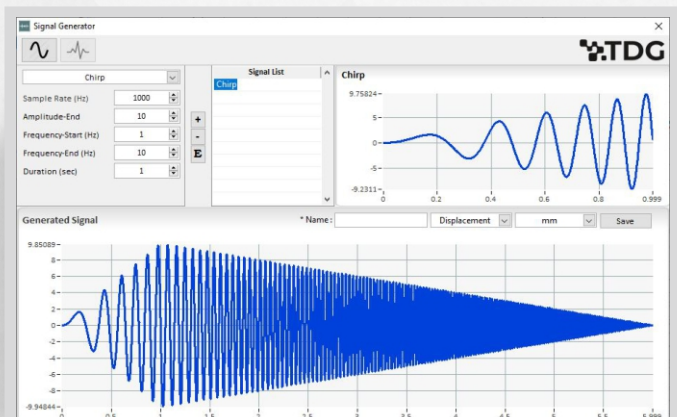 Signal Generator
TDG
Chirp
Sample Rate (Hz) 1000
Amplitude-End 10
Frequency-Start (Hz) 1
Frequency-End (Hz) 10
Duration (sec) 1
+
-
E
Signal List
Chirp
Chirp
9.75824
5
0
-5
-9.2311
0 0.2 0.4 0.6 0.8 0.999
Generated Signal
* Name: Displacement mm Save
9.85089
8
6
4
2
0
-2
-4
-6
-8
-9.94844
0 0.5 1 1.5 2 2.5 3 3.5 4 4.5 5 5.5 5.999